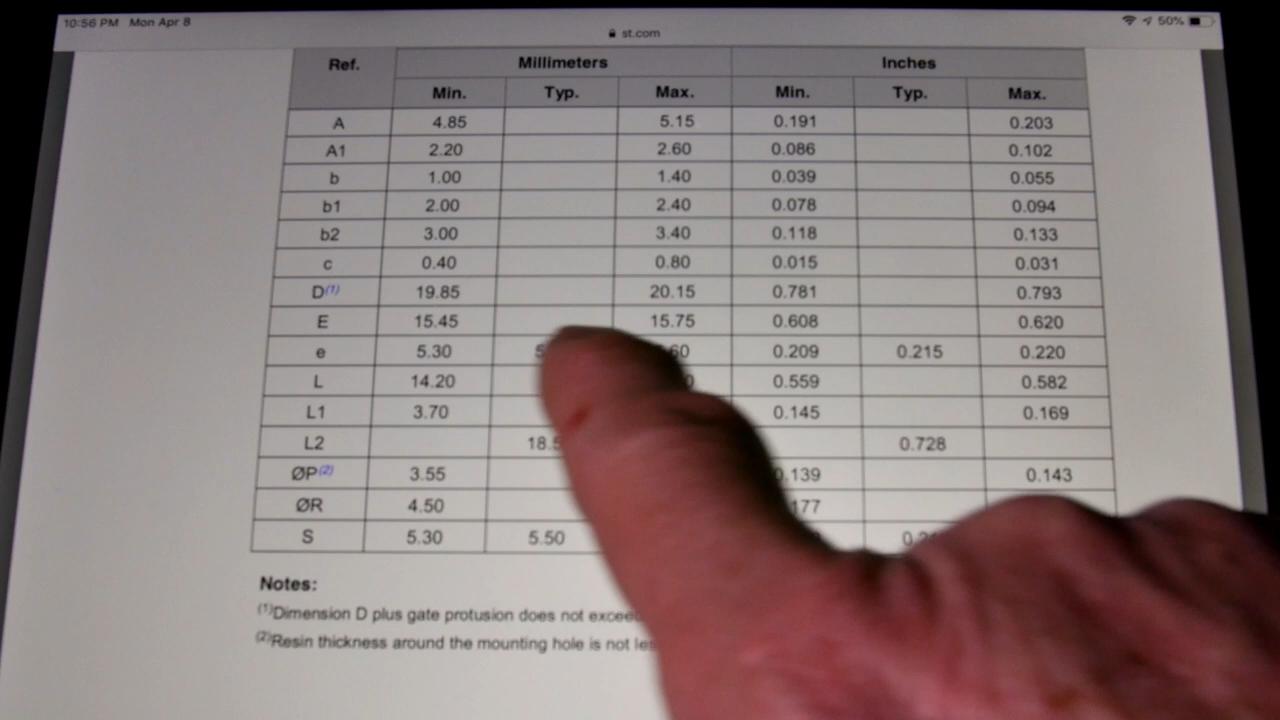 10:56 PM Mon Apr 8 50%
st.com
Ref. Millimeters Inches
Min. Typ. Max. Min. Typ. Max.
A 4.85 5.15 0.191 0.203
A1 2.20 2.60 0.086 0.102
b 1.00 1.40 0.039 0.055
b1 2.00 2.40 0.078 0.094
b2 3.00 3.40 0.118 0.133
c 0.40 0.80 0.015 0.031
D(1) 19.85 20.15 0.781 0.793
E 15.45 15.75 0.608 0.620
e 5.30 0.209 0.215 0.220
L 14.20 0.559 0.582
L1 3.70 0.145 0.169
L2 0.728
ØP(2) 3.55 0.139 0.143
ØR 4.50
S 5.30 5.50
Notes:
(1)Dimension D plus gate protusion does not
(2)Resin thickness around the mounting hole is not